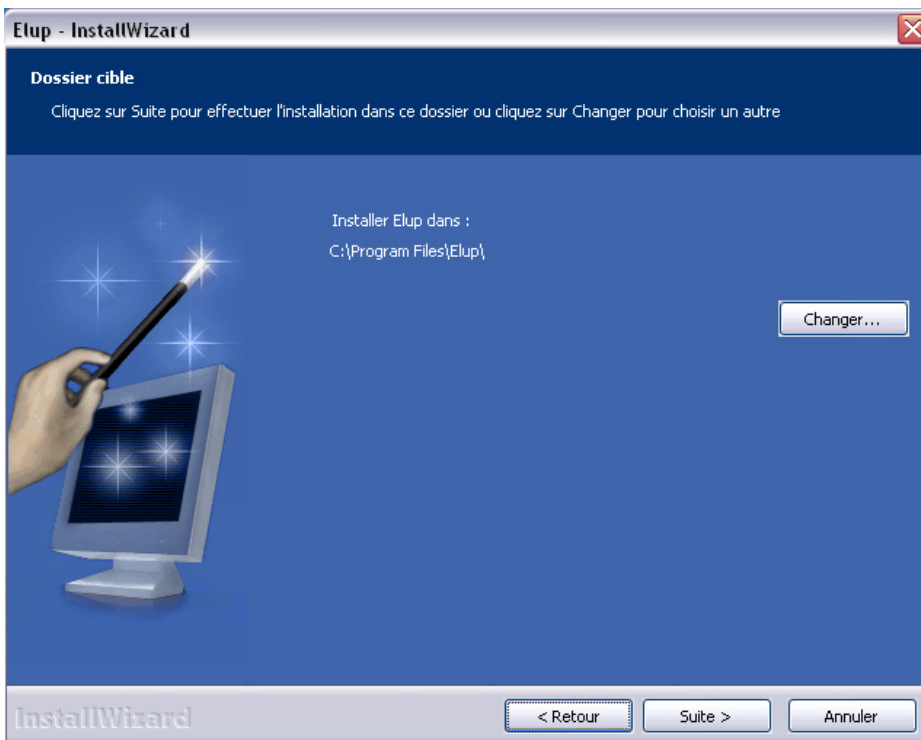 Elup - InstallWizard
Dossier cible
Cliquez sur Suite pour effectuer l'installation dans ce dossier ou cliquez sur Changer pour choisir un autre
Installer Elup dans :
C:\Program Files\Elup\
Changer...
InstallWizard
< Retour
Suite >
Annuler